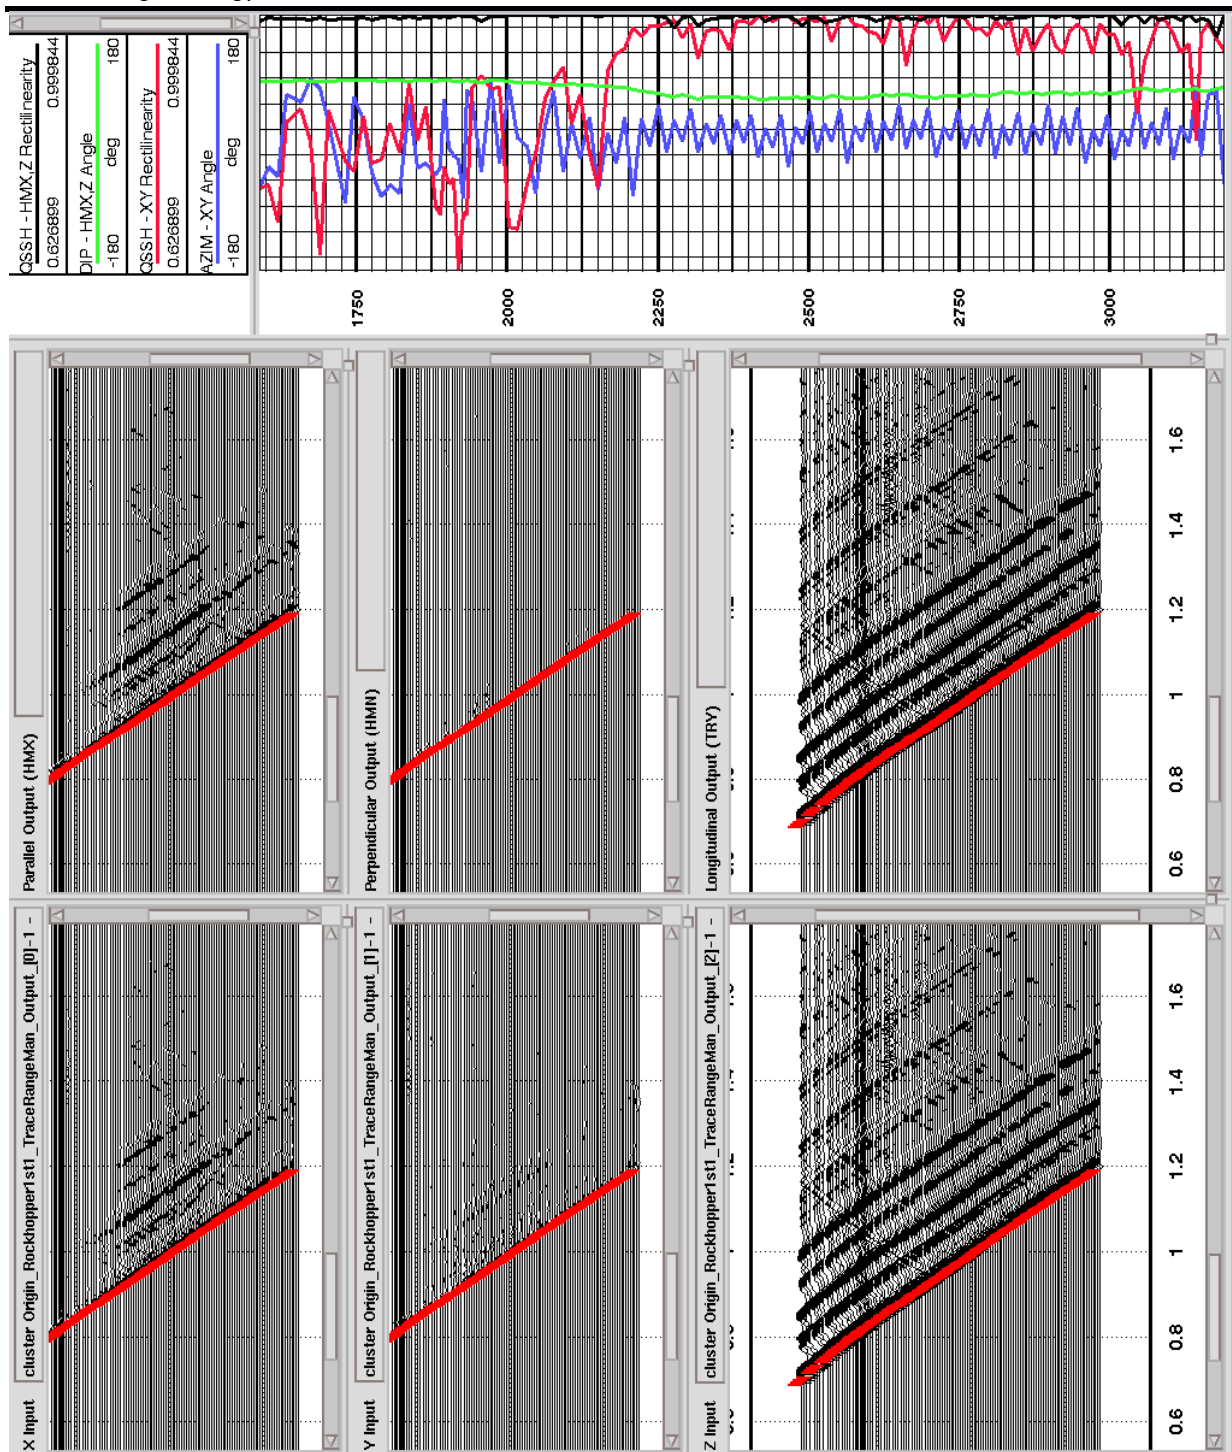 QSSH - HMX,Z Rectilinearity
0.626899 0.999844
DIP - HMX,Z Angle
-180 deg 180
QSSH - XY Rectilinearity
0.626899 0.999844
AZIM - XY Angle
-180 deg 180
1750
2000
2250
2500
2750
3000
Parallel Output (HMX)
Perpendicular Output (HMN)
Longitudinal Output (TRY)
0.6
0.8
1
1.2
1.4
1.6
X Input cluster Origin_Rockhopper1st1_TraceRangeMan_Output_[0]-1 -
Y Input cluster Origin_Rockhopper1st1_TraceRangeMan_Output_[1]-1 -
Z Input cluster Origin_Rockhopper1st1_TraceRangeMan_Output_[2]-1 -
0.6
0.8
1
1.2
1.4
1.6